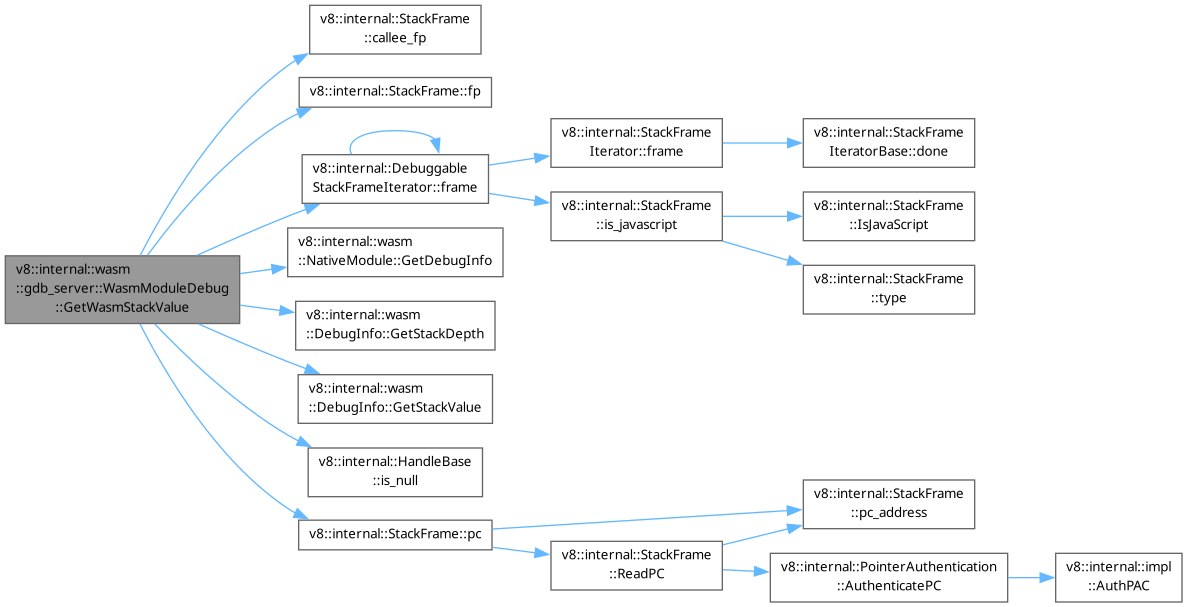 v8::internal::StackFrame
::callee_fp
v8::internal::StackFrame::fp
v8::internal::Debuggable
StackFrameIterator::frame
v8::internal::StackFrame
Iterator::frame
v8::internal::StackFrame
IteratorBase::done
v8::internal::StackFrame
::is_javascript
v8::internal::StackFrame
::IsJavaScript
v8::internal::StackFrame
::type
v8::internal::wasm
::NativeModule::GetDebugInfo
v8::internal::wasm
::gdb_server::WasmModuleDebug
::GetWasmStackValue
v8::internal::wasm
::DebugInfo::GetStackDepth
v8::internal::wasm
::DebugInfo::GetStackValue
v8::internal::HandleBase
::is_null
v8::internal::StackFrame::pc
v8::internal::StackFrame
::pc_address
v8::internal::StackFrame
::ReadPC
v8::internal::PointerAuthentication
::AuthenticatePC
v8::internal::impl
::AuthPAC